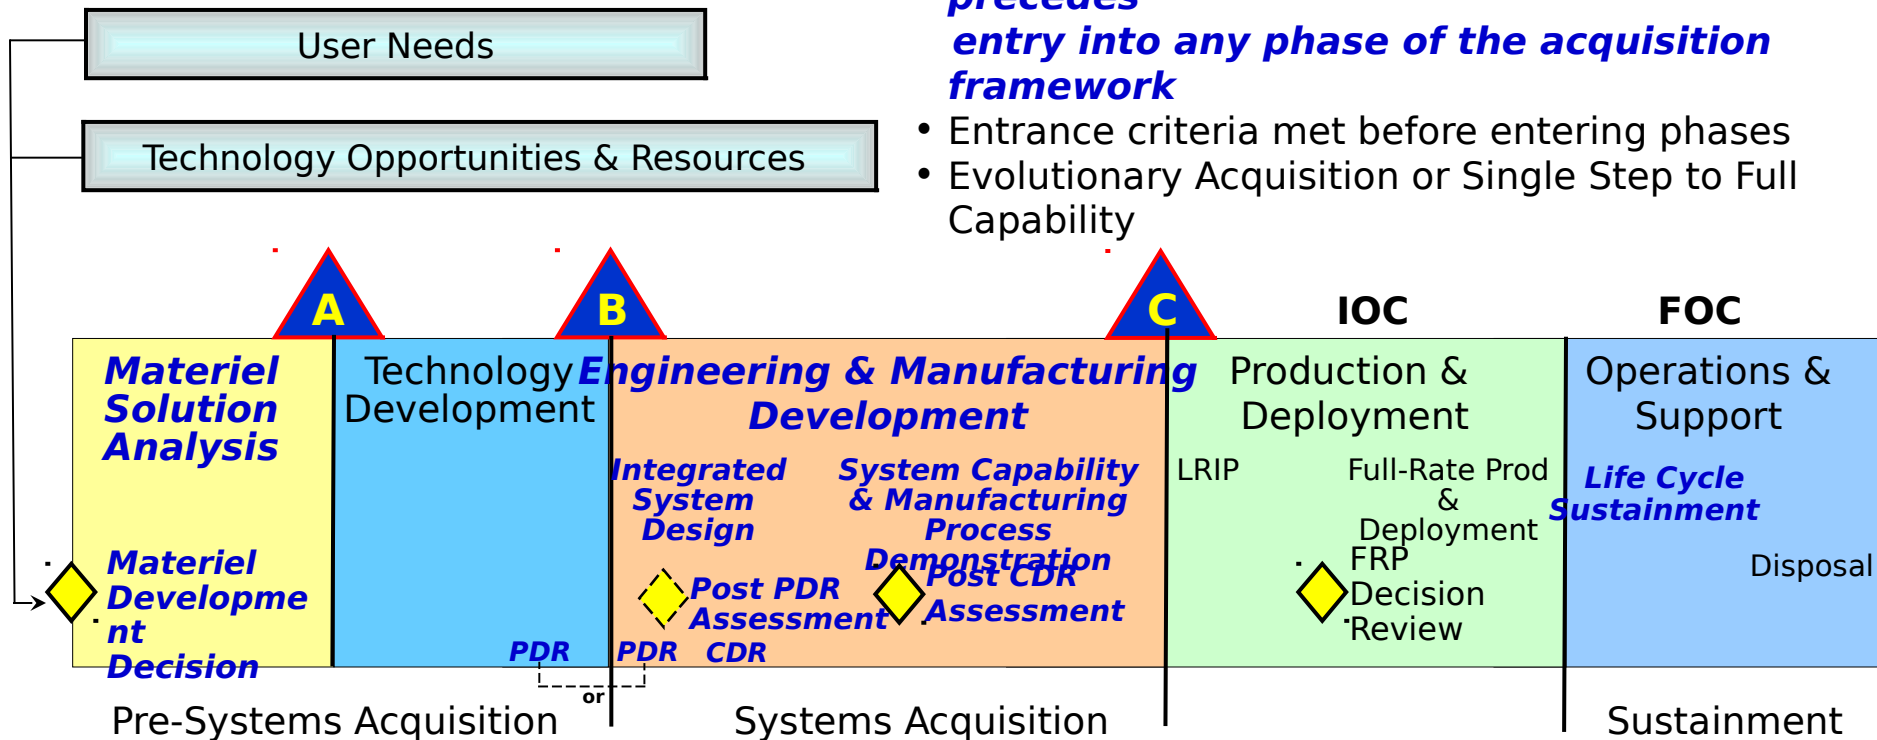 precedes
entry into any phase of the acquisition
framework
• Entrance criteria met before entering phases
• Evolutionary Acquisition or Single Step to Full
Capability
User Needs
Technology Opportunities & Resources
A
B
C
IOC
FOC
Materiel
Solution
Analysis
Technology
Development
Engineering & Manufacturing
Development
Production &
Deployment
Operations &
Support
Integrated
System
Design
System Capability
& Manufacturing
Process
Demonstration
LRIP
Full-Rate Prod
&
Deployment
Life Cycle
Sustainment
Disposal
Materiel
Developme
nt
Decision
Post PDR
Assessment
Post CDR
Assessment
FRP
Decision
Review
PDR
PDR
CDR
or
Pre-Systems Acquisition
Systems Acquisition
Sustainment